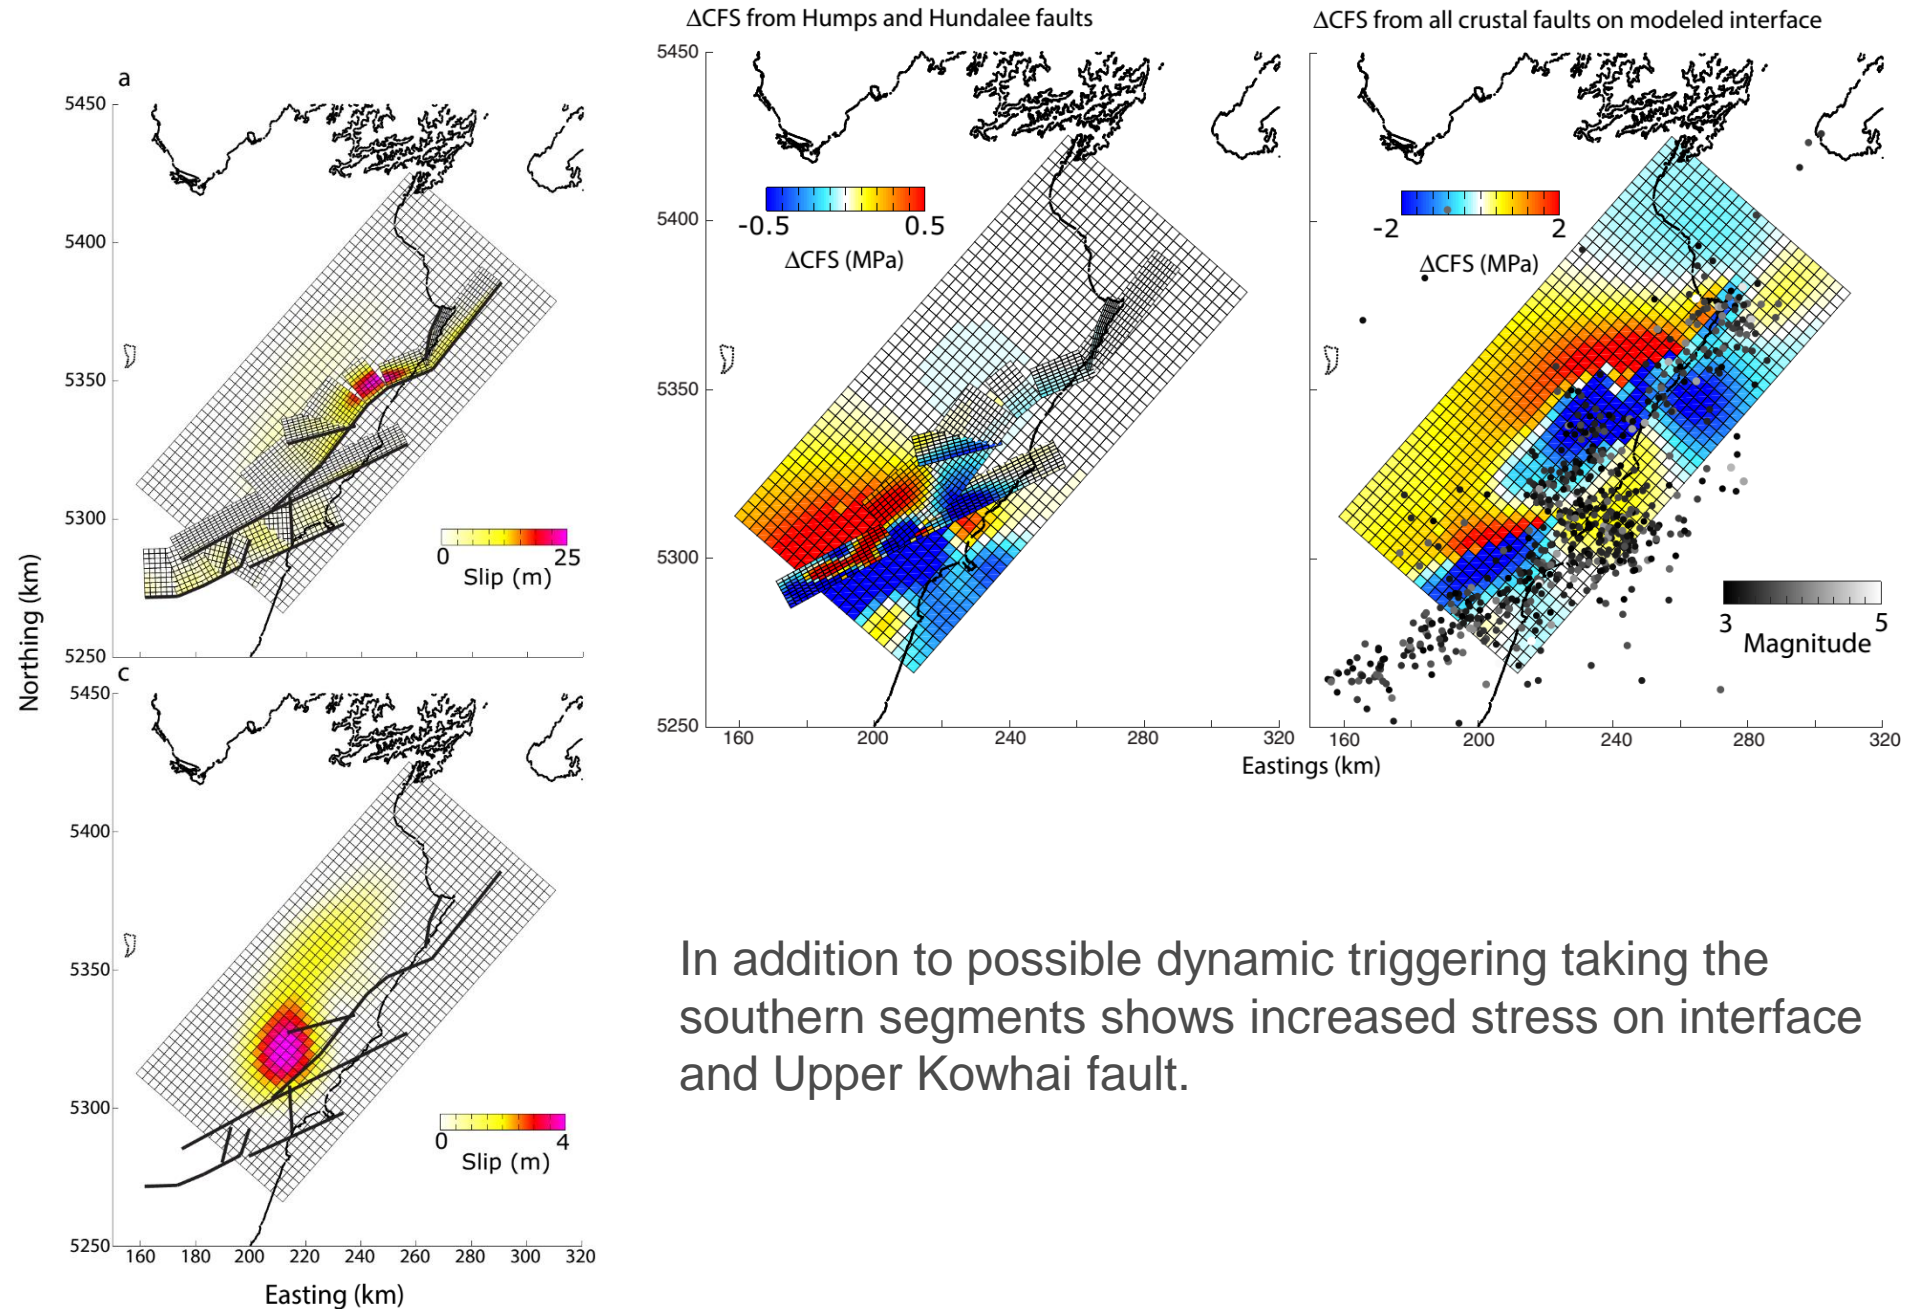 a
5450
5400
5350
5300
5250
0 25
Slip (m)
c
5450
5400
5350
5300
5250
0 4
Slip (m)
160 180 200 220 240 260 280 300 320
Easting (km)
Northing (km)
ΔCFS from Humps and Hundalee faults
5450
5400
5350
5300
5250
-0.5 0.5
ΔCFS (MPa)
160 200 240 280 320
ΔCFS from all crustal faults on modeled interface
-2 2
ΔCFS (MPa)
3 5
Magnitude
160 200 240 280 320
Eastings (km)
In addition to possible dynamic triggering taking the
southern segments shows increased stress on interface
and Upper Kowhai fault.